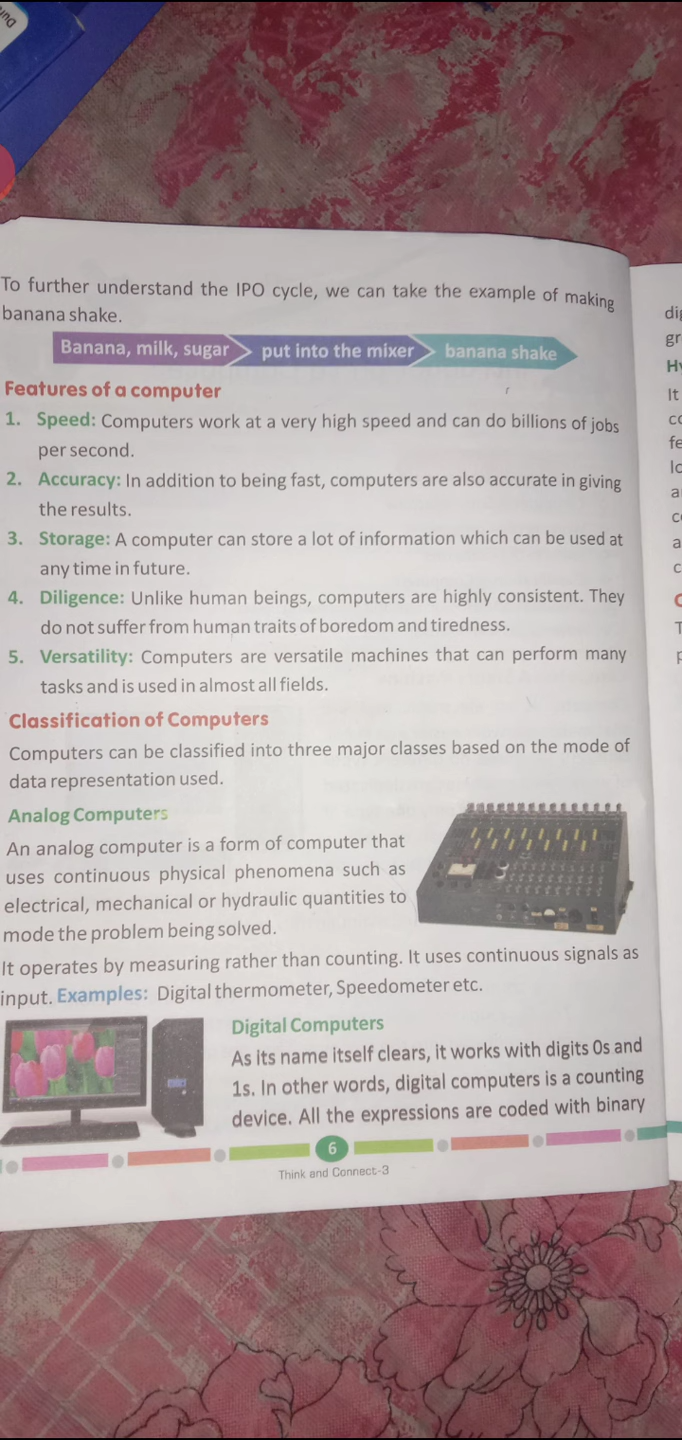 To further understand the IPO cycle, we can take the example of making
banana shake.
Banana, milk, sugar put into the mixer banana shake
Features of a computer
1. Speed: Computers work at a very high speed and can do billions of jobs
per second.
2. Accuracy: In addition to being fast, computers are also accurate in giving
the results.
3. Storage: A computer can store a lot of information which can be used at
any time in future.
4. Diligence: Unlike human beings, computers are highly consistent. They
do not suffer from human traits of boredom and tiredness.
5. Versatility: Computers are versatile machines that can perform many
tasks and is used in almost all fields.
Classification of Computers
Computers can be classified into three major classes based on the mode of
data representation used.
Analog Computers
An analog computer is a form of computer that
uses continuous physical phenomena such as
electrical, mechanical or hydraulic quantities to
mode the problem being solved.
It operates by measuring rather than counting. It uses continuous signals as
input. Examples: Digital thermometer, Speedometer etc.
Digital Computers
As its name itself clears, it works with digits 0s and
1s. In other words, digital computers is a counting
device. All the expressions are coded with binary
6
Think and Connect-3